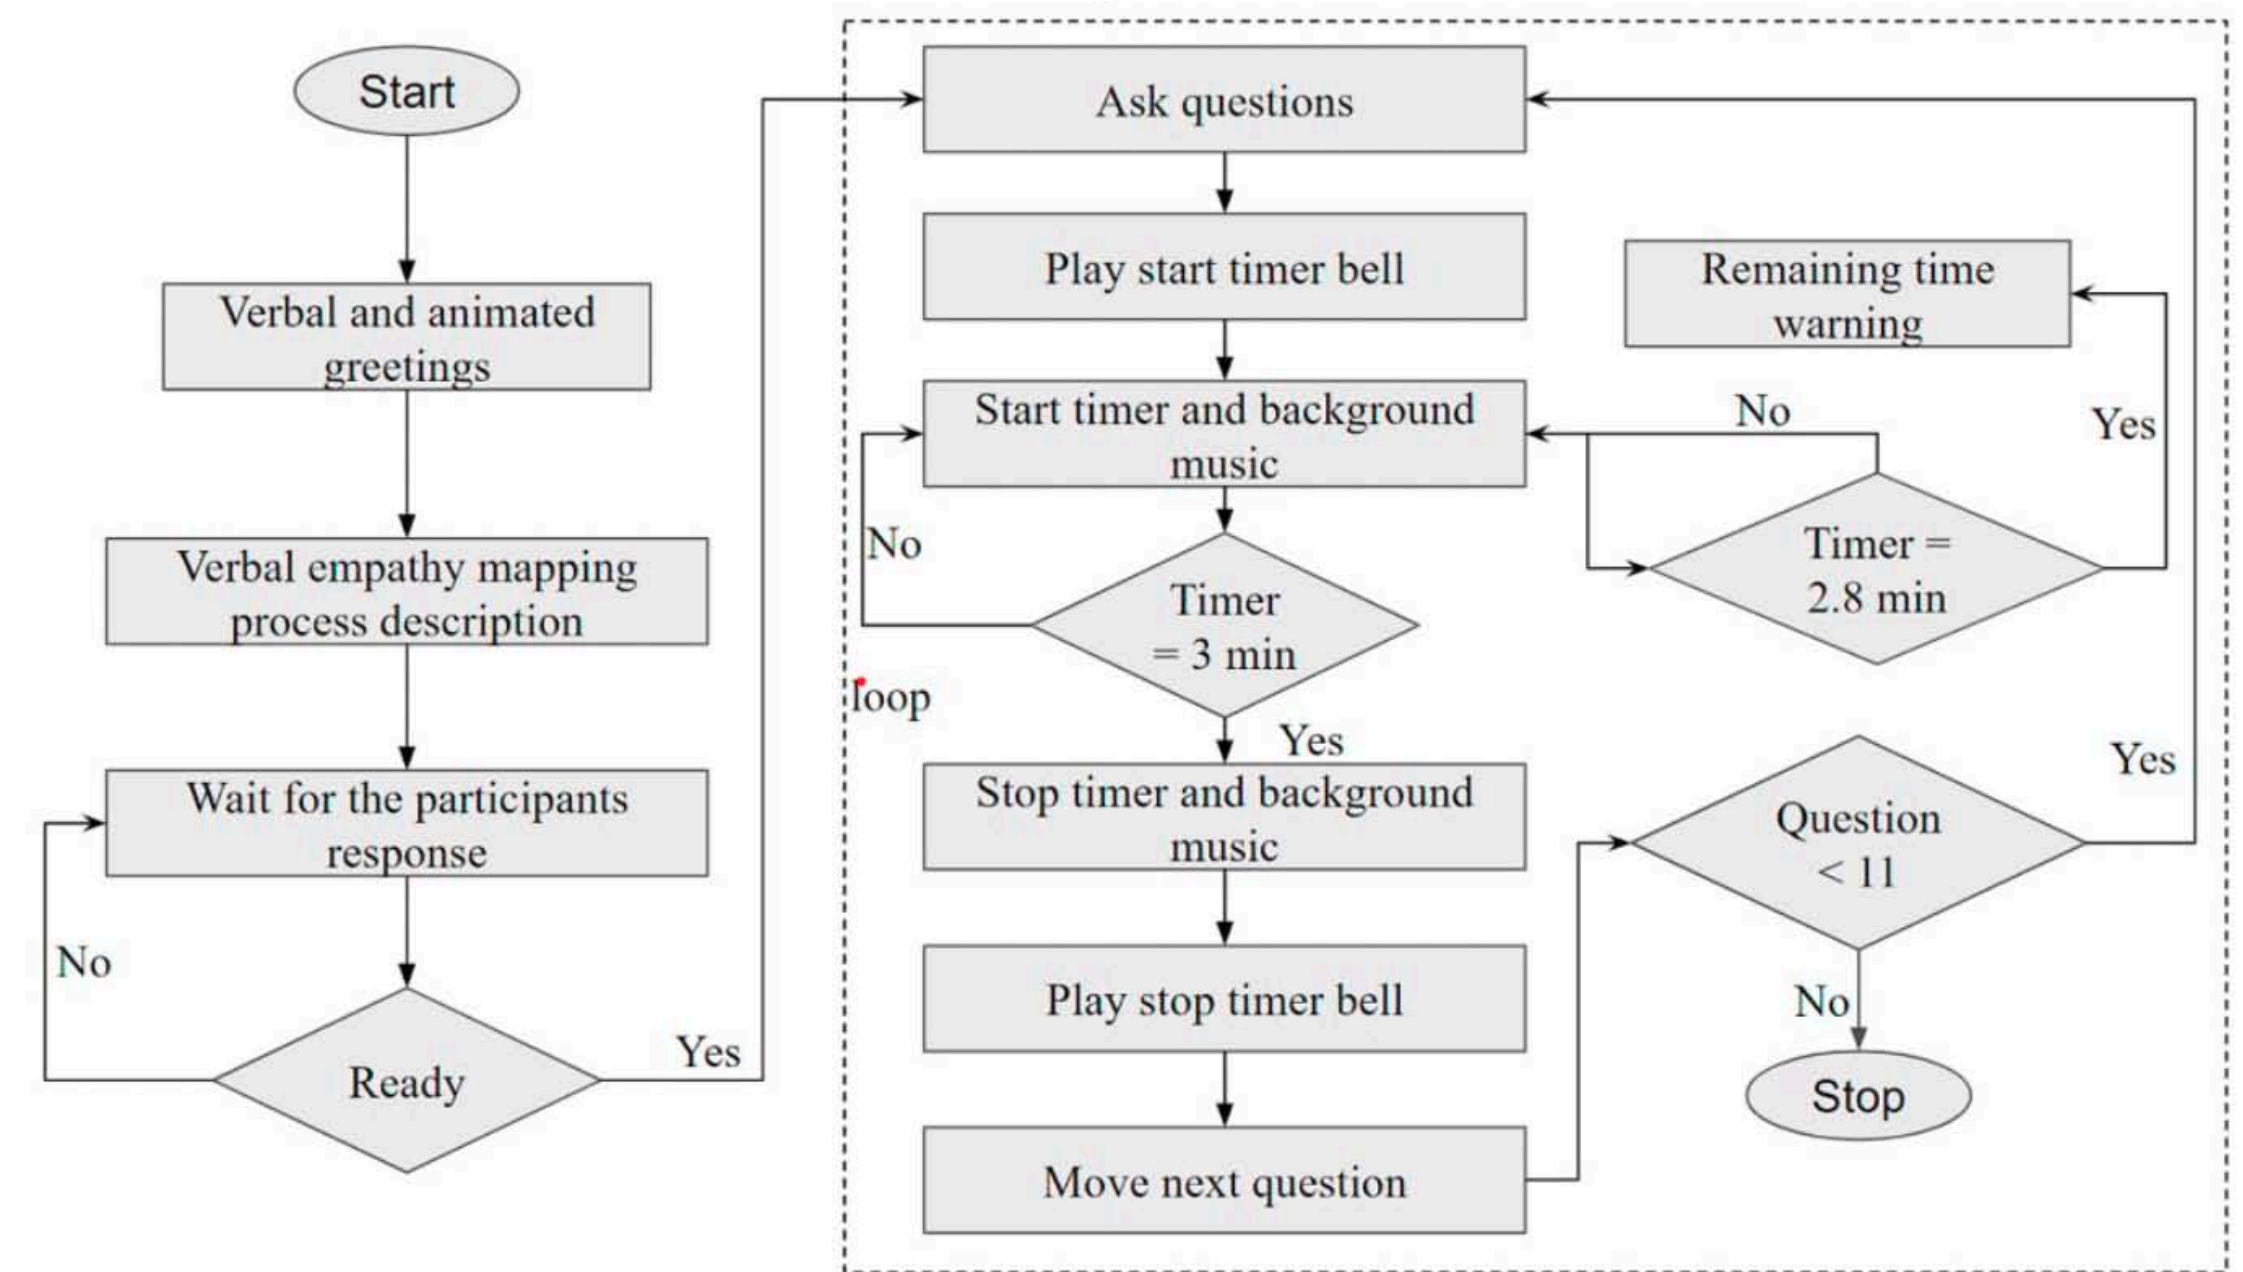 Start
Verbal and animated
greetings
Verbal empathy mapping
process description
Wait for the participants
response
No
Ready
Yes
Ask questions
Play start timer bell
Start timer and background
music
No
Timer
= 3 min
loop
Yes
Stop timer and background
music
Play stop timer bell
Move next question
Remaining time
warning
No
Yes
Timer =
2.8 min
Question
< 11
Yes
No
Stop